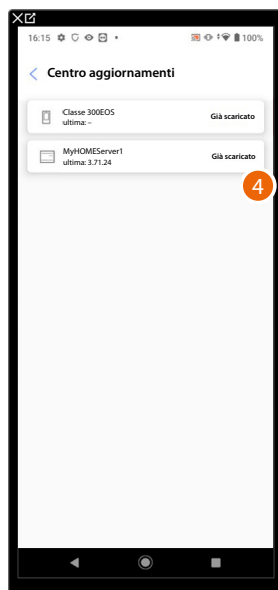 16:15
100%
Centro aggiornamenti
Classe 300EOS
ultima: –
Già scaricato
MyHOMEServer1
ultima: 3.71.24
Già scaricato
4